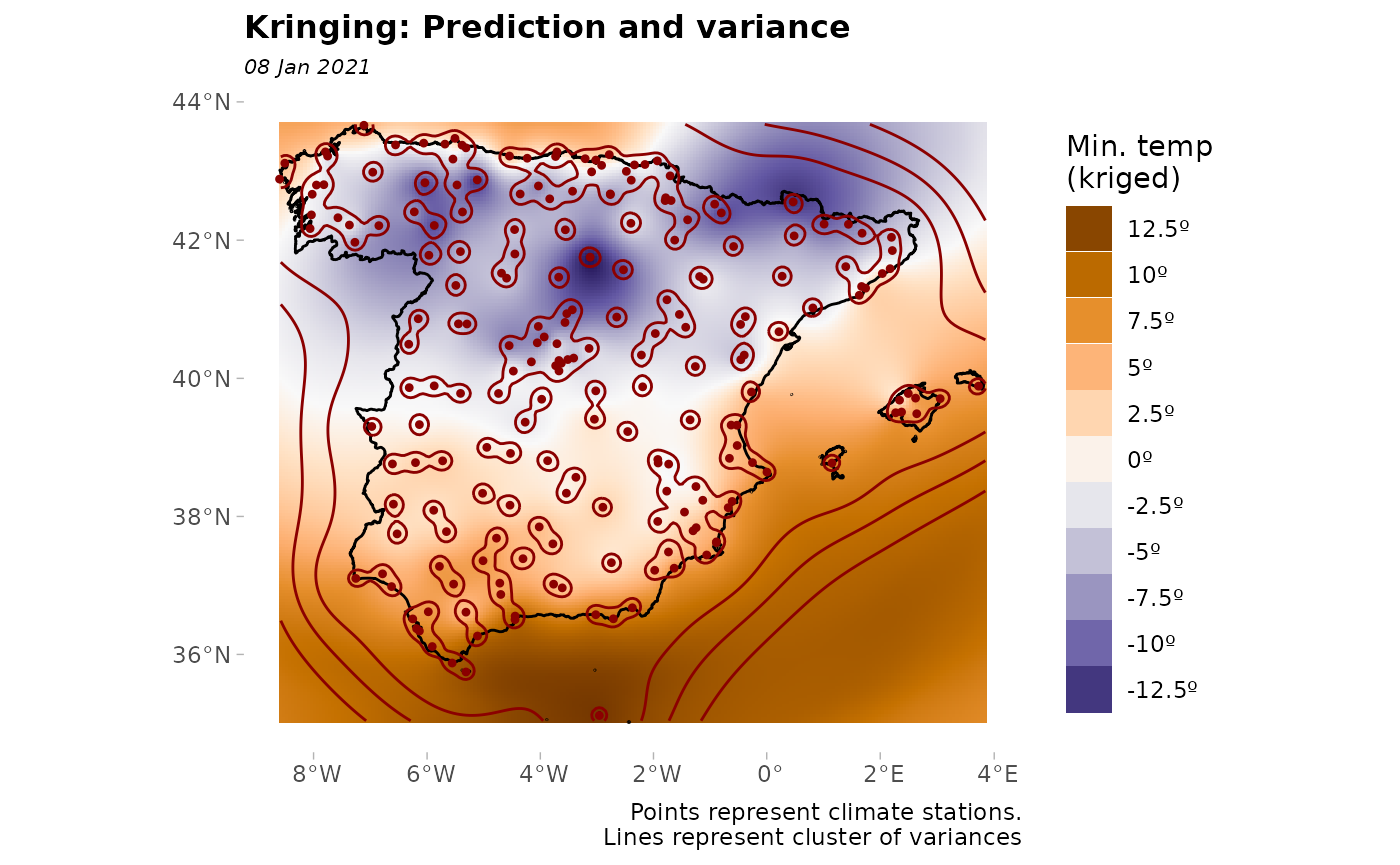 Kringing: Prediction and variance
08 Jan 2021
44°N
42°N
40°N
38°N
36°N
8°W
6°W
4°W
2°W
0°
2°E
4°E
Min. temp
(kriged)
12.5º
10º
7.5º
5º
2.5º
0º
-2.5º
-5º
-7.5º
-10º
-12.5º
Points represent climate stations.
Lines represent cluster of variances